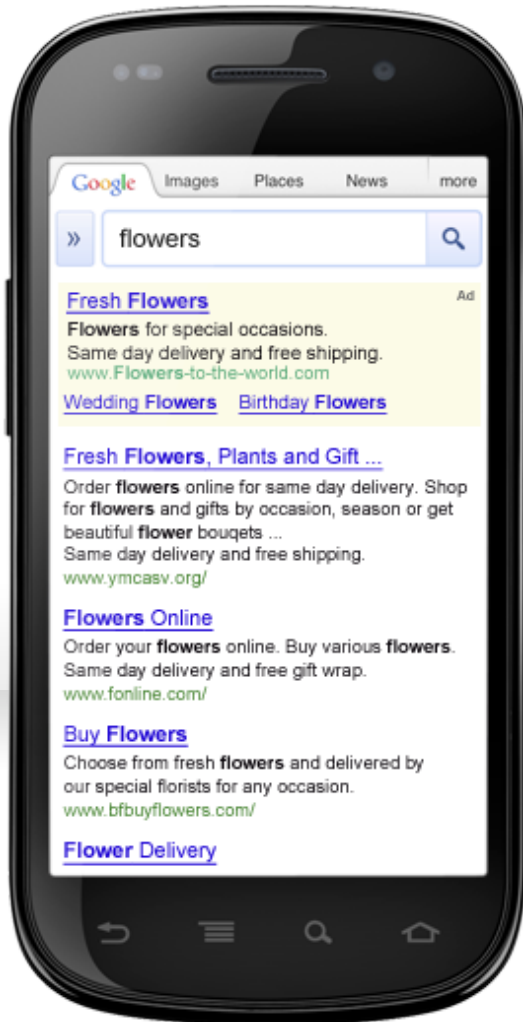 Google Images Places News more
» flowers
Fresh Flowers Ad
Flowers for special occasions.
Same day delivery and free shipping.
www.Flowers-to-the-world.com
Wedding Flowers Birthday Flowers
Fresh Flowers, Plants and Gift ...
Order flowers online for same day delivery. Shop
for flowers and gifts by occasion, season or get
beautiful flower bouqets ...
Same day delivery and free shipping.
www.ymcasv.org/
Flowers Online
Order your flowers online. Buy various flowers.
Same day delivery and free gift wrap.
www.fonline.com/
Buy Flowers
Choose from fresh flowers and delivered by
our special florists for any occasion.
www.bfbuyflowers.com/
Flower Delivery